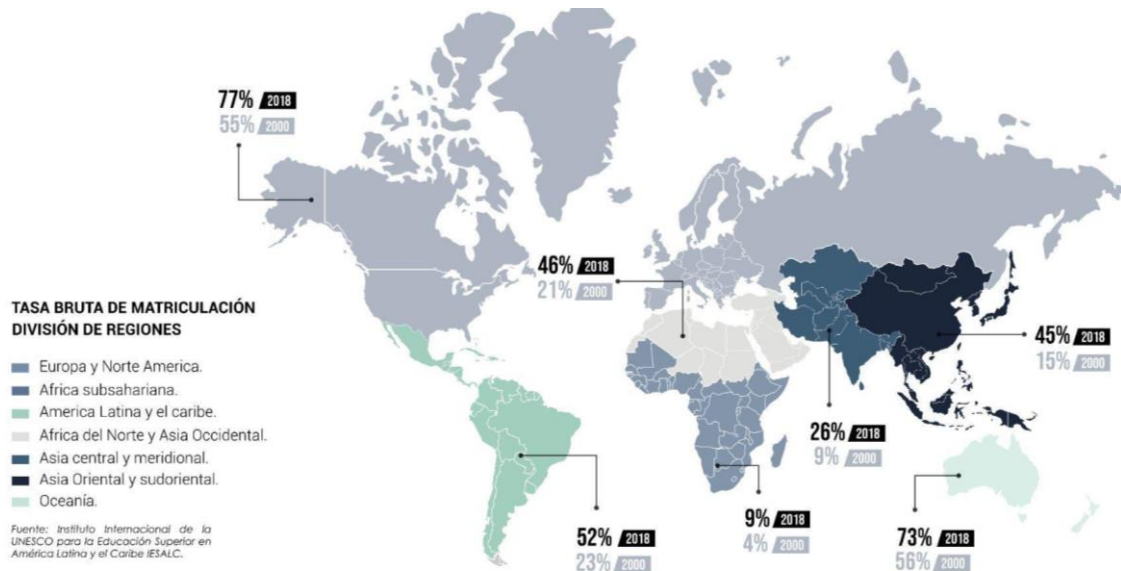 77% 2018
55% 2000
46% 2018
21% 2000
TASA BRUTA DE MATRICULACIÓN
DIVISIÓN DE REGIONES
Europa y Norte America.
Africa subsahariana.
America Latina y el caribe.
Africa del Norte y Asia Occidental.
Asia central y meridional.
Asia Oriental y sudoriental.
Oceanía.
Fuente: Instituto Internacional de la
UNESCO para la Educación Superior en
América Latina y el Caribe IESALC.
45% 2018
15% 2000
26% 2018
9% 2000
9% 2018
4% 2000
52% 2018
23% 2000
73% 2018
56% 2000